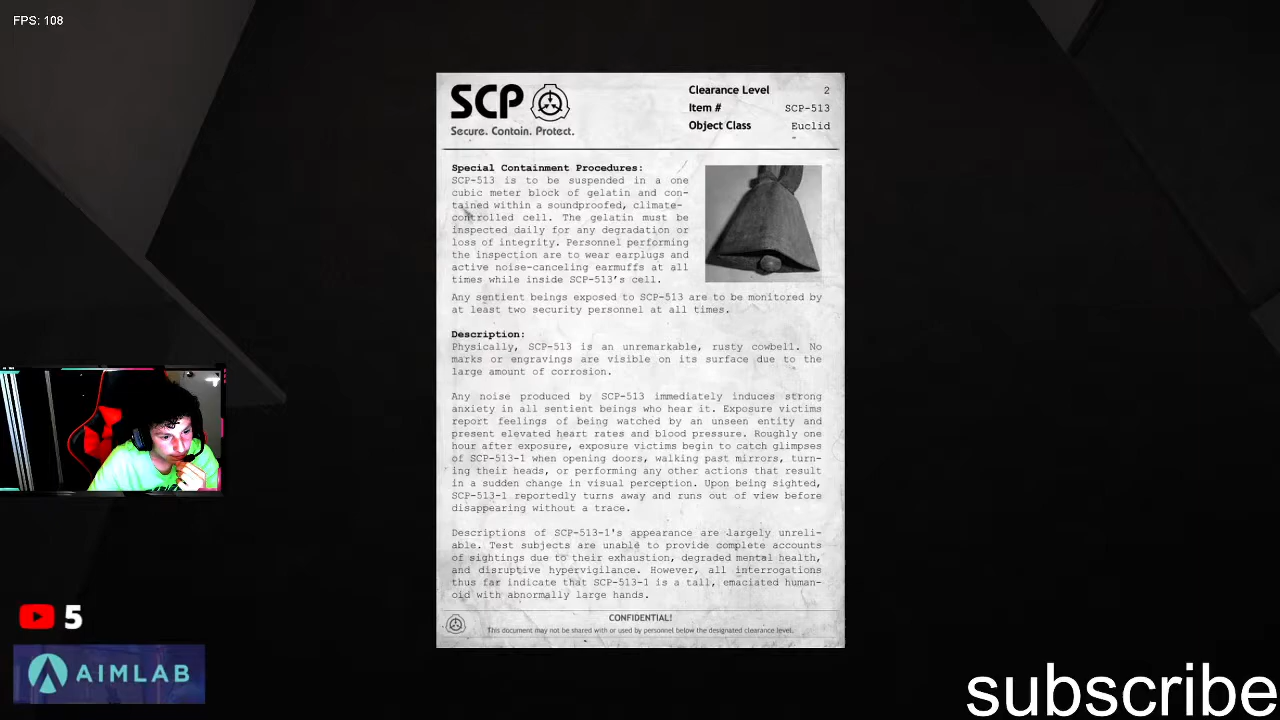 FPS: 108
SCP
Secure. Contain. Protect.
Clearance Level 2
Item # SCP-513
Object Class Euclid
Special Containment Procedures:
SCP-513 is to be suspended in a one
cubic meter block of gelatin and con-
tained within a soundproofed, climate-
controlled cell. The gelatin must be
inspected daily for any degradation or
loss of integrity. Personnel performing
the inspection are to wear earplugs and
active noise-canceling earmuffs at all
times while inside SCP-513's cell.
Any sentient beings exposed to SCP-513 are to be monitored by
at least two security personnel at all times.
Description:
Physically, SCP-513 is an unremarkable, rusty cowbell. No
marks or engravings are visible on its surface due to the
large amount of corrosion.
Any noise produced by SCP-513 immediately induces strong
anxiety in all sentient beings who hear it. Exposure victims
report feelings of being watched by an unseen entity and
present elevated heart rates and blood pressure. Roughly one
hour after exposure, exposure victims begin to catch glimpses
of SCP-513-1 when opening doors, walking past mirrors, turn-
ing their heads, or performing any other actions that result
in a sudden change in visual perception. Upon being sighted,
SCP-513-1 reportedly turns away and runs out of view before
disappearing without a trace.
Descriptions of SCP-513-1's appearance are largely unreli-
able. Test subjects are unable to provide complete accounts
of sightings due to their exhaustion, degraded mental health,
and disruptive hypervigilance. However, all interrogations
thus far indicate that SCP-513-1 is a tall, emaciated human-
oid with abnormally large hands.
CONFIDENTIAL!
This document may not be shared with or used by personnel below the designated clearance level.
5
AIMLAB
subscribe